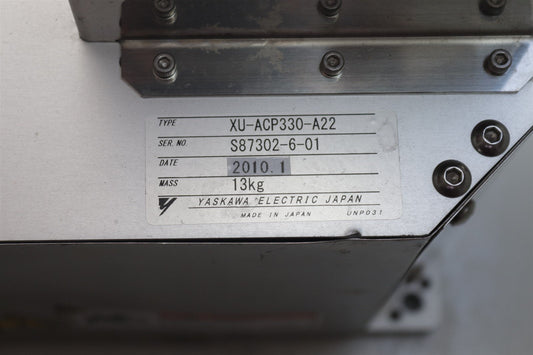 TYPE XU-ACP330-A22
SER. NO. S87302-6-01
DATE 2010.1
MASS 13kg
YASKAWA ELECTRIC JAPAN
MADE IN JAPAN UNP031